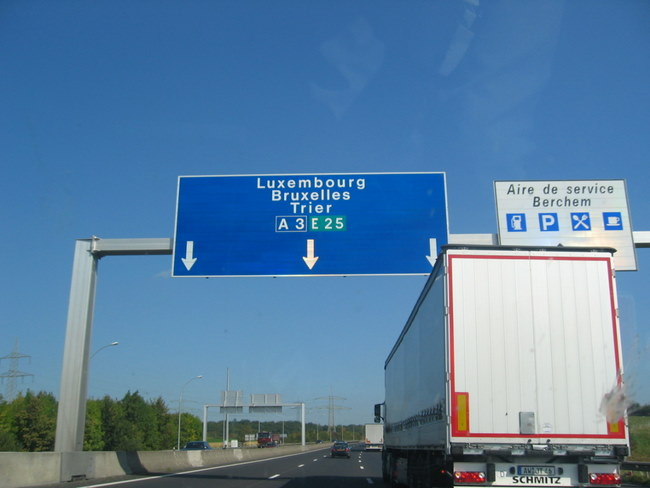 Luxembourg
Bruxelles
Trier
A 3 E 25
Aire de service
Berchem
P
SCHMITZ